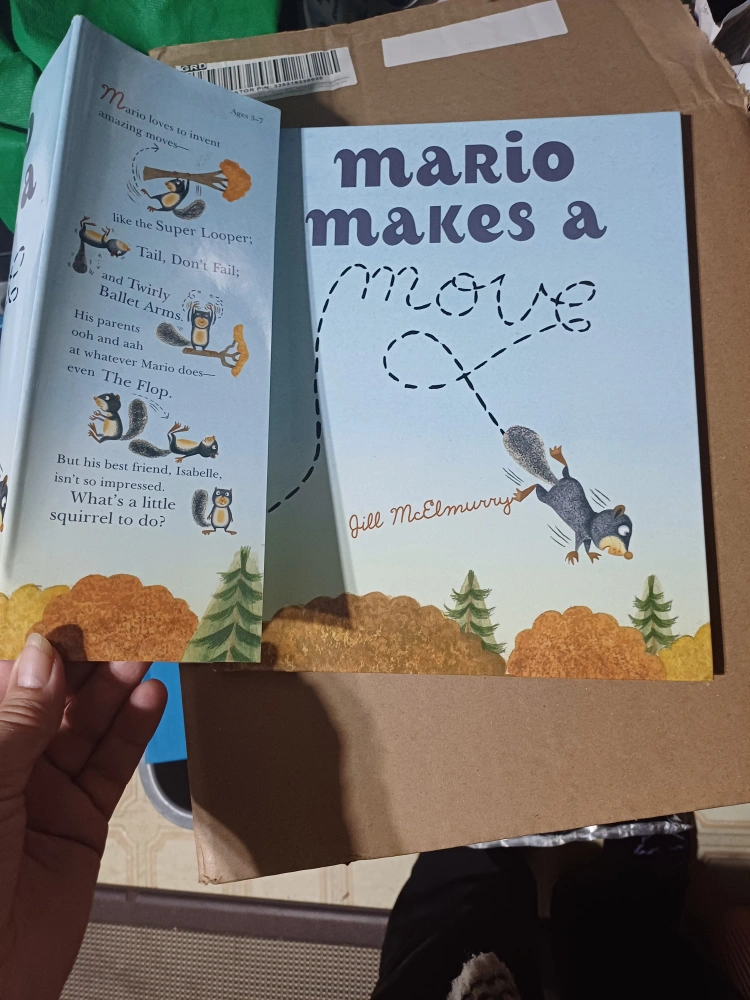 Ages 3–7
Mario loves to invent
amazing moves—
like the Super Looper;
Tail, Don't Fail;
and Twirly
Ballet Arms.
His parents
ooh and aah
at whatever Mario does—
even The Flop.
But his best friend, Isabelle,
isn't so impressed.
What's a little
squirrel to do?
mario
makes a
move
Jill McElmurry